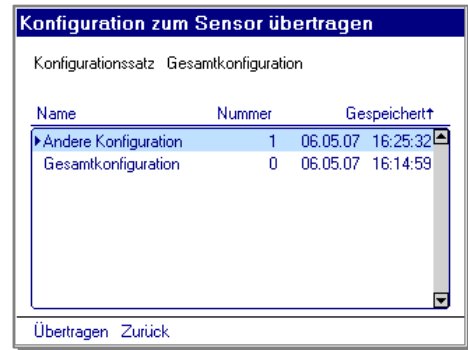 Konfiguration zum Sensor übertragen
Konfigurationssatz Gesamtkonfiguration
Name Nummer Gespeichert↑
Andere Konfiguration 1 06.05.07 16:25:32
Gesamtkonfiguration 0 06.05.07 16:14:59
Übertragen Zurück